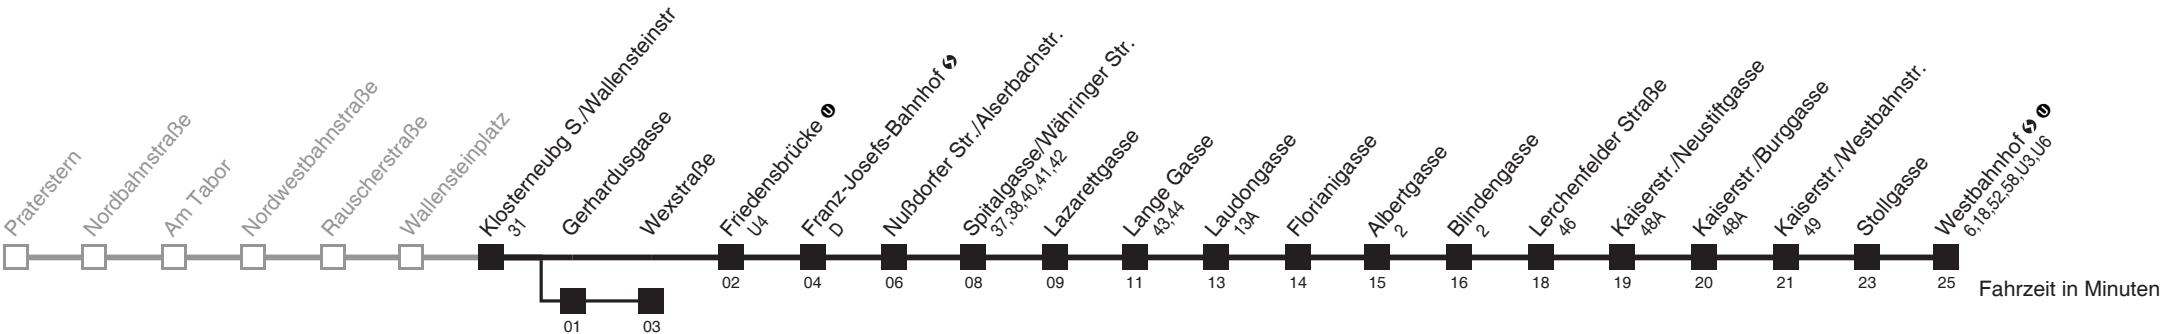 Praterstern
Nordbahnstraße
Am Tabor
Nordwestbahnstraße
Rauscherstraße
Wallensteinplatz
Klosterneubg S./Wallensteinstr
31
Gerhardusgasse
Wexstraße
Friedensbrücke U
U4
Franz-Josefs-Bahnhof
D
Nußdorfer Str./Alserbachstr.
Spitalgasse/Währinger Str.
37,38,40,41,42
Lazarettgasse
Lange Gasse
43,44
Laudongasse
13A
Florianigasse
Albertgasse
2
Blindengasse
2
Lerchenfelder Straße
46
Kaiserstr./Neustiftgasse
48A
Kaiserstr./Burggasse
48A
Kaiserstr./Westbahnstr.
49
Stollgasse
Westbahnhof U
6,18,52,58,U3,U6
02 04 06 08 09 11 13 14 15 16 18 19 20 21 23 25 Fahrzeit in Minuten
01 03